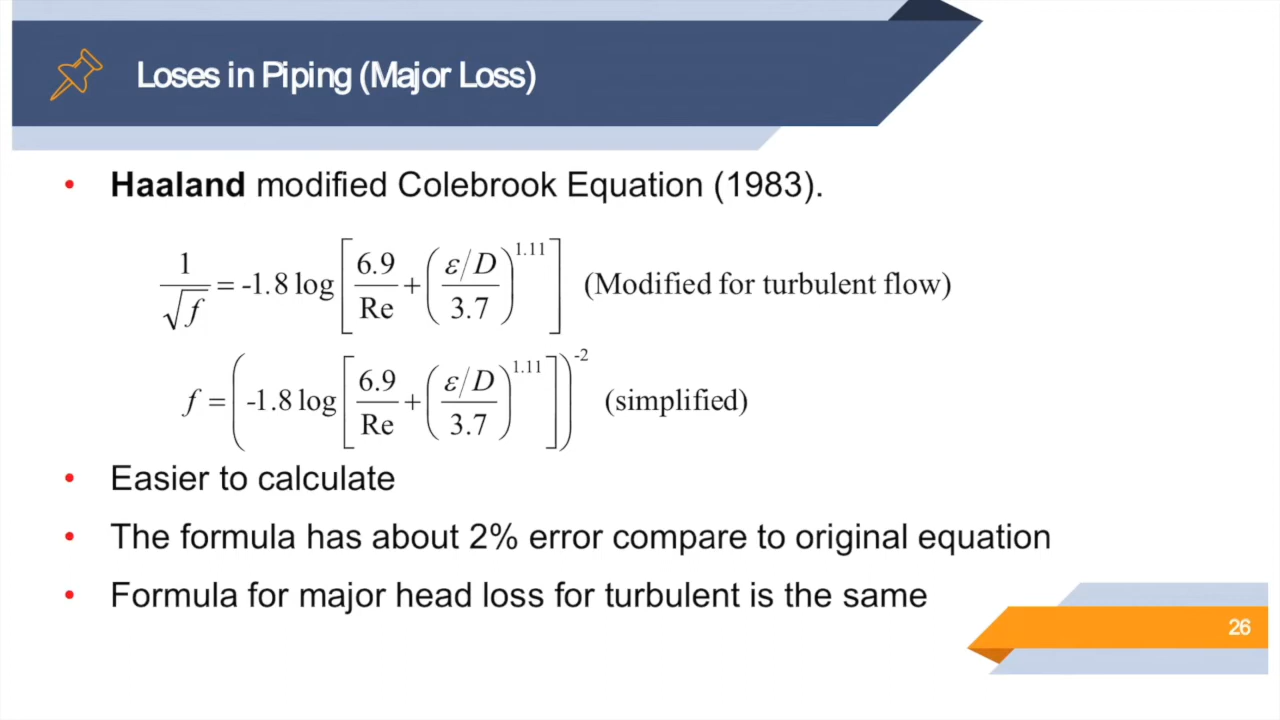 Loses in Piping (Major Loss)
• Haaland modified Colebrook Equation (1983).
1/√f = -1.8 log [ 6.9/Re + ( (ε/D)/3.7 )^1.11 ] (Modified for turbulent flow)
f = ( -1.8 log [ 6.9/Re + ( (ε/D)/3.7 )^1.11 ] )^-2 (simplified)
• Easier to calculate
• The formula has about 2% error compare to original equation
• Formula for major head loss for turbulent is the same
26